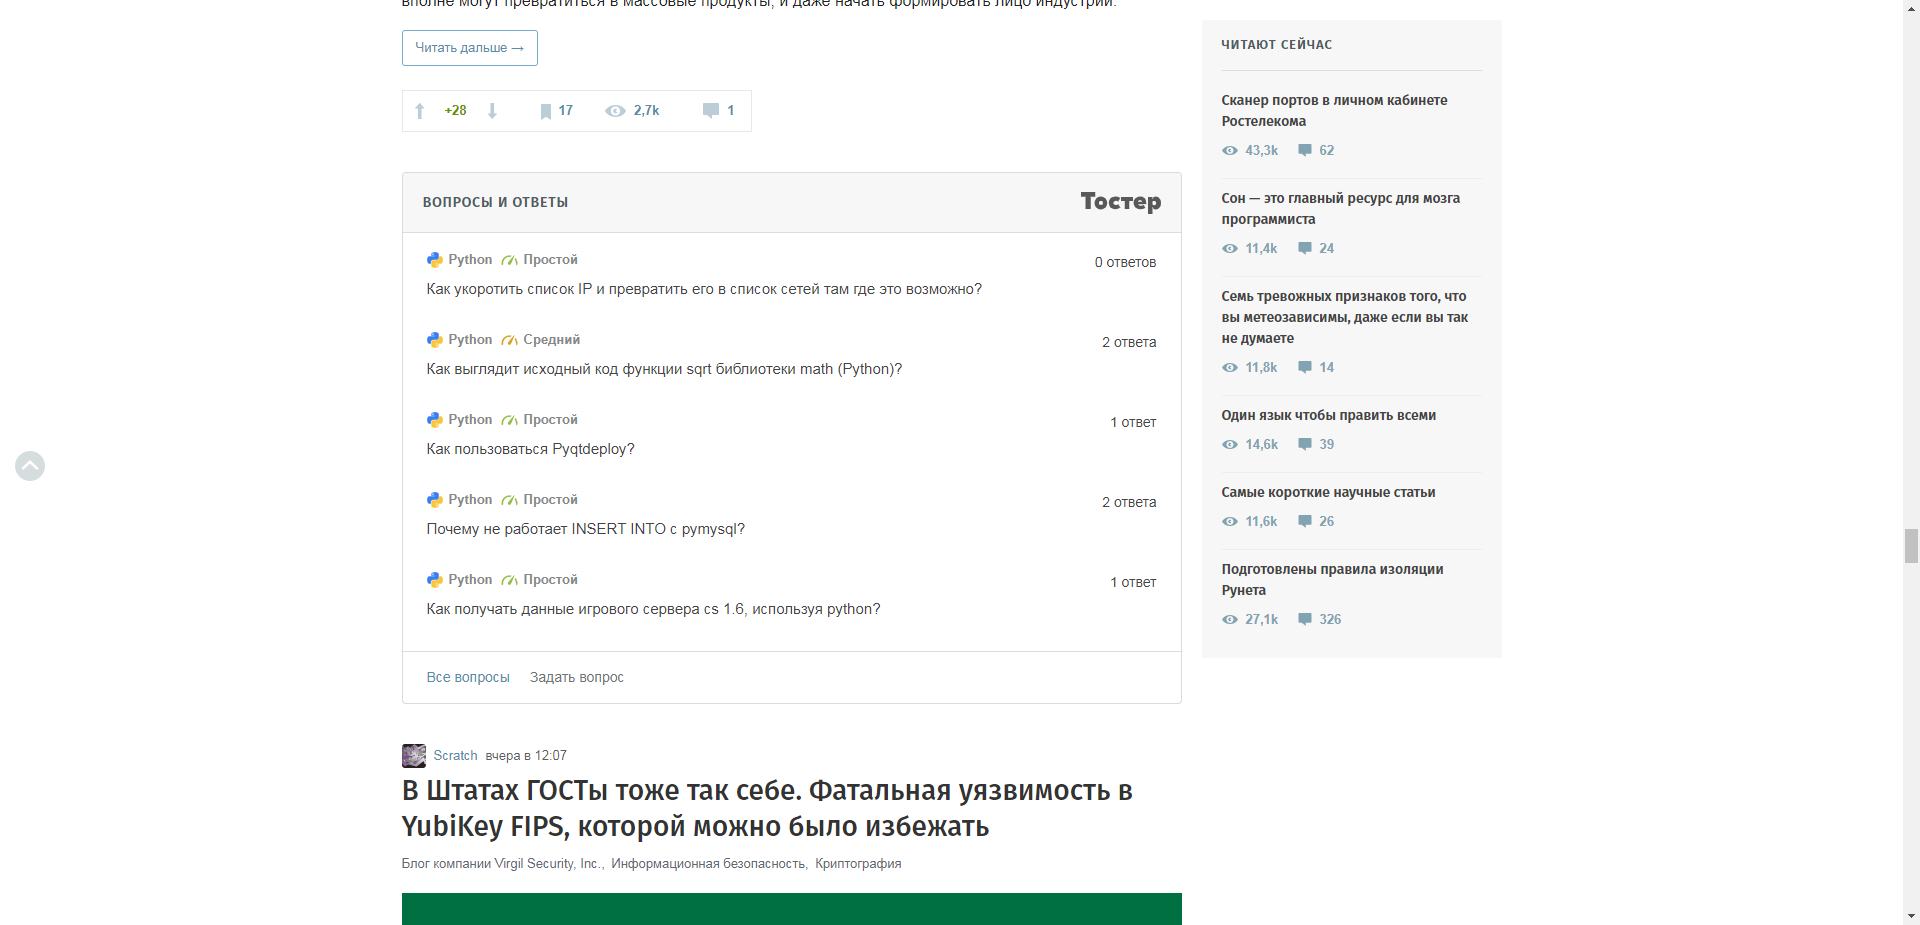 вполне могут превратиться в массовые продукты, и даже начать формировать лицо индустрии.
Читать дальше →
+28 17 2,7k 1
ВОПРОСЫ И ОТВЕТЫ Тостер
Python Простой 0 ответов
Как укоротить список IP и превратить его в список сетей там где это возможно?
Python Средний 2 ответа
Как выглядит исходный код функции sqrt библиотеки math (Python)?
Python Простой 1 ответ
Как пользоваться Pyqtdeploy?
Python Простой 2 ответа
Почему не работает INSERT INTO с pymysql?
Python Простой 1 ответ
Как получать данные игрового сервера cs 1.6, используя python?
Все вопросы Задать вопрос
Scratch вчера в 12:07
В Штатах ГОСТы тоже так себе. Фатальная уязвимость в
YubiKey FIPS, которой можно было избежать
Блог компании Virgil Security, Inc., Информационная безопасность, Криптография
ЧИТАЮТ СЕЙЧАС
Сканер портов в личном кабинете
Ростелекома
43,3k 62
Сон — это главный ресурс для мозга
программиста
11,4k 24
Семь тревожных признаков того, что
вы метеозависимы, даже если вы так
не думаете
11,8k 14
Один язык чтобы править всеми
14,6k 39
Самые короткие научные статьи
11,6k 26
Подготовлены правила изоляции
Рунета
27,1k 326